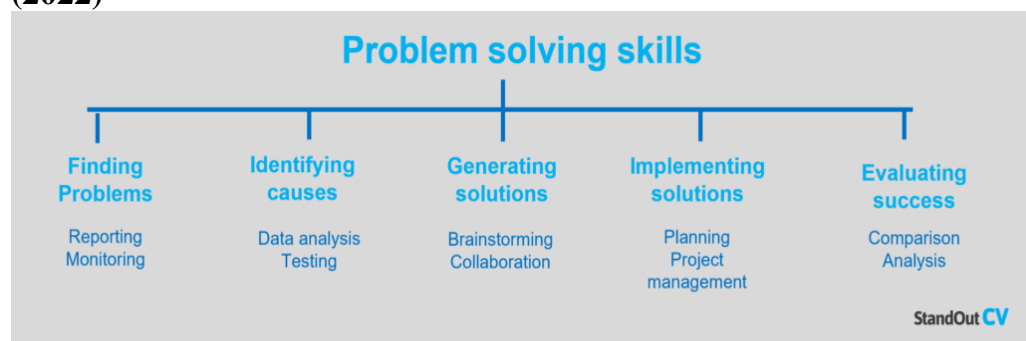 (2022)
Problem solving skills
Finding
Problems
Reporting
Monitoring
Identifying
causes
Data analysis
Testing
Generating
solutions
Brainstorming
Collaboration
Implementing
solutions
Planning
Project
management
Evaluating
success
Comparison
Analysis
StandOut CV